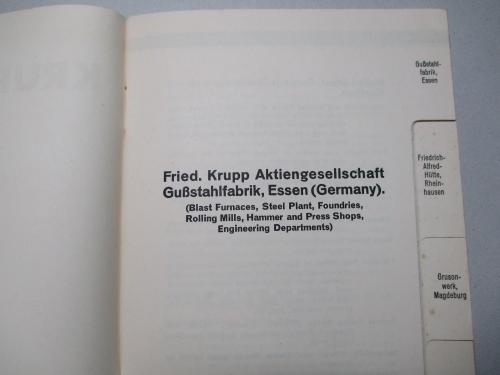 Fried. Krupp Aktiengesellschaft
Gußstahlfabrik, Essen (Germany).
(Blast Furnaces, Steel Plant, Foundries,
Rolling Mills, Hammer and Press Shops,
Engineering Departments)
Gußstahl-
fabrik,
Essen
Friedrich-
Alfred-
Hütte,
Rhein-
hausen
Gruson-
werk,
Magdeburg